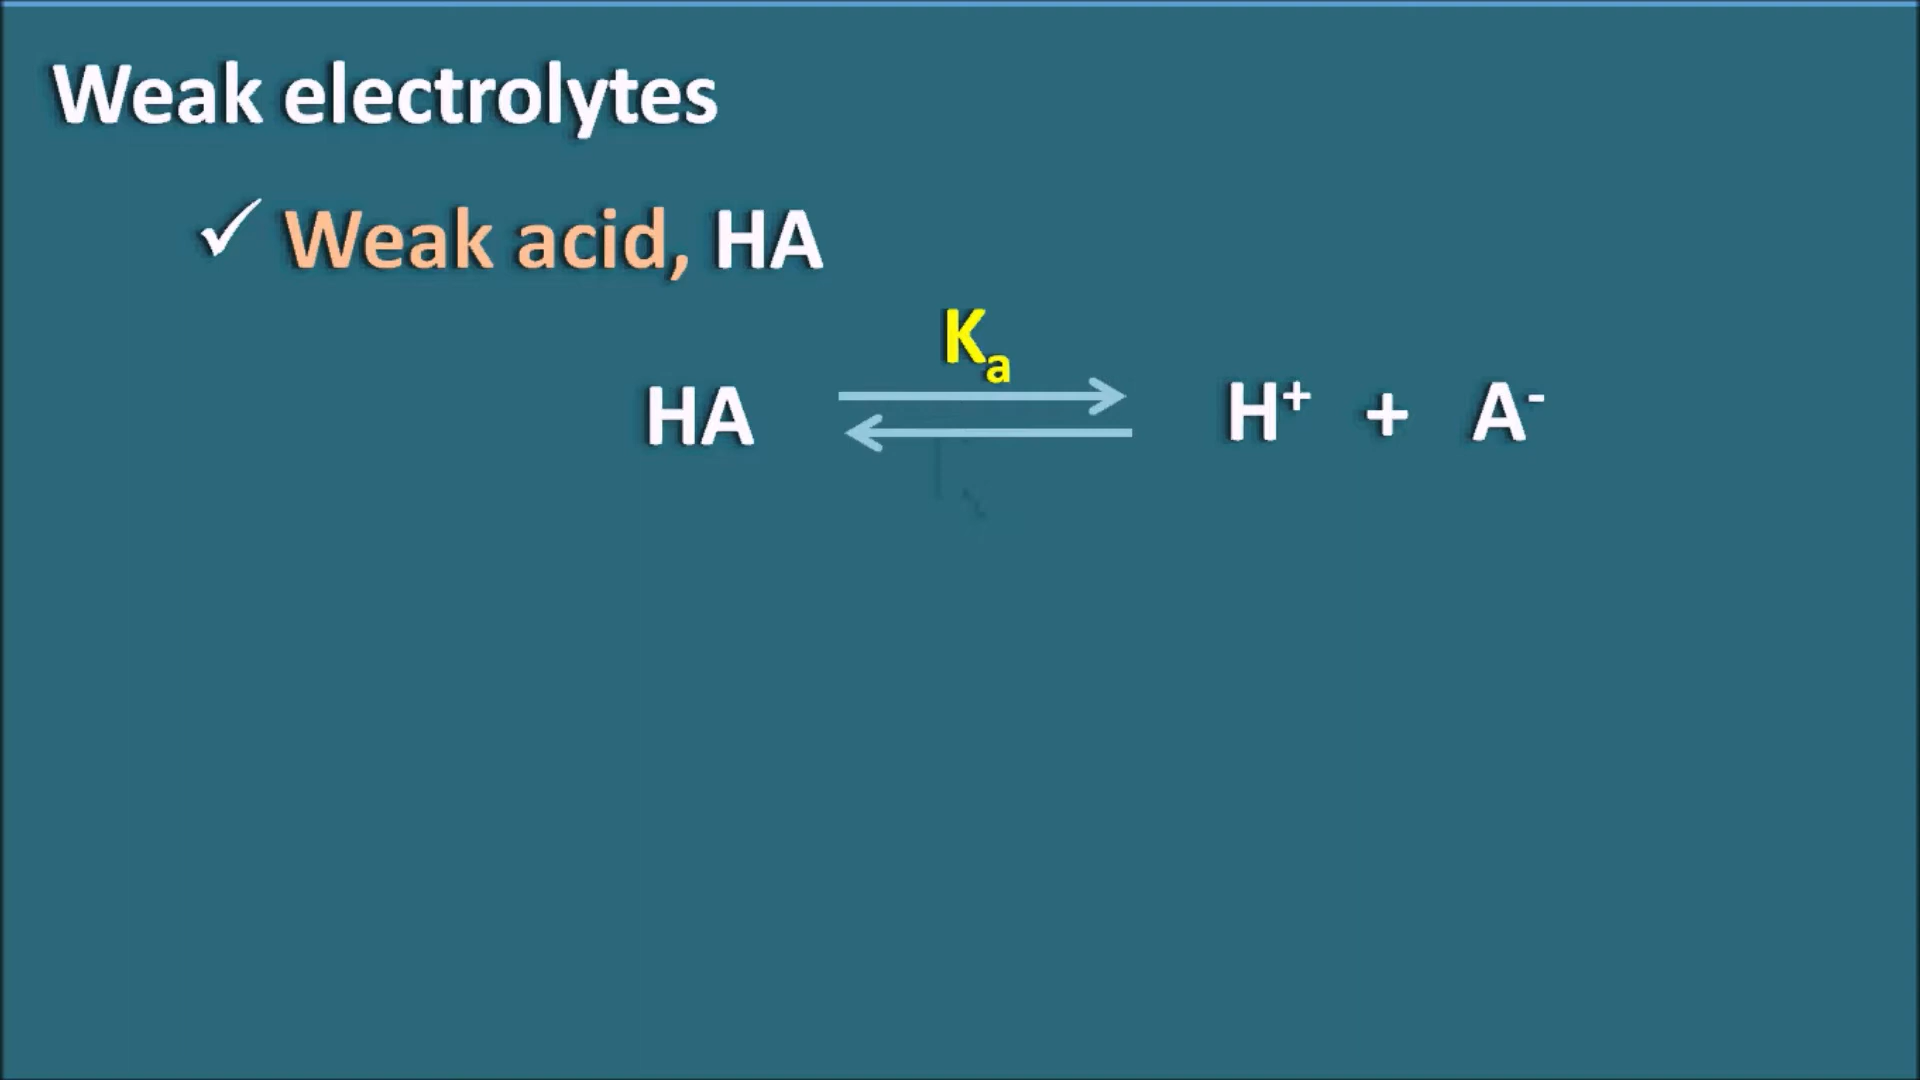 Weak electrolytes
✓ Weak acid, HA
Kₐ
HA ⇌ H⁺ + A⁻